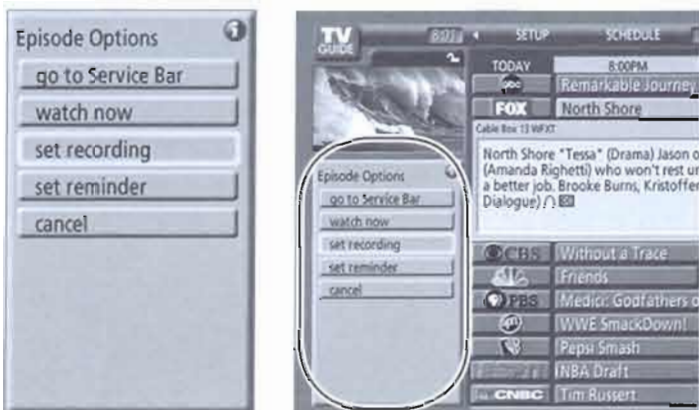 Episode Options
go to Service Bar
watch now
set recording
set reminder
cancel
TV
GUIDE
SETUP SCHEDULE
TODAY 8:00PM
abc Remarkable Journey
FOX North Shore
Cable Box 13 WFXT
North Shore "Tessa" (Drama) Jason o
(Amanda Righetti) who won't rest un
a better job. Brooke Burns, Kristoffer
Dialogue)
Episode Options
go to Service Bar
watch now
set recording
set reminder
cancel
CBS Without a Trace
Friends
PBS Medici: Godfathers o
WWE SmackDown!
Pepsi Smash
NBA Draft
CNBC Tim Russert